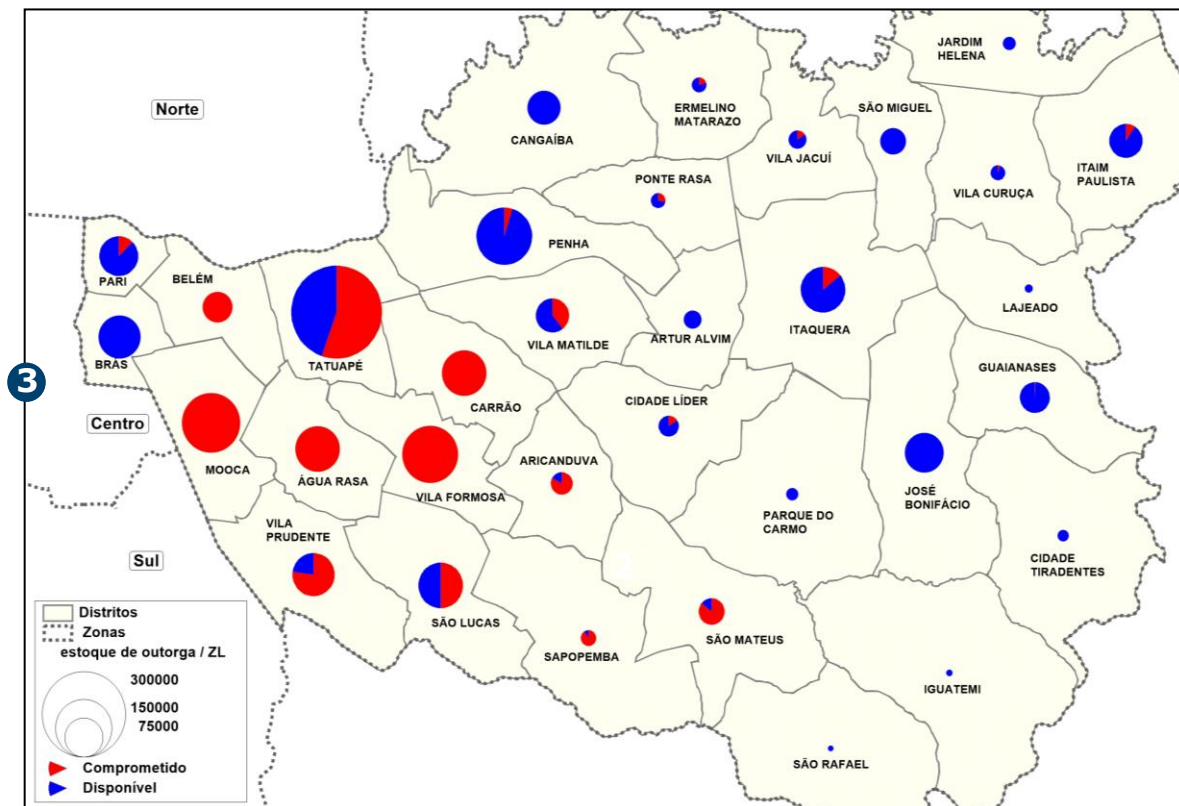 JARDIM
HELENA
Norte
ERMELINO
MATARAZO
SÃO MIGUEL
CANGAÍBA
VILA JACUÍ
ITAIM
PAULISTA
PONTE RASA
VILA CURUÇA
PENHA
PARI
BELÉM
LAJEADO
ITAQUERA
VILA MATILDE
ARTUR ALVIM
BRÁS
TATUAPÉ
GUAIANASES
3
CARRÃO
CIDADE LÍDER
Centro
ARICANDUVA
MOOCA
ÁGUA RASA
VILA FORMOSA
JOSÉ
BONIFÁCIO
PARQUE DO
CARMO
VILA
PRUDENTE
Sul
2
CIDADE
TIRADENTES
Distritos
Zonas
estoque de outorga / ZL
300000
150000
75000
Comprometido
Disponível
SÃO LUCAS
SAPOPEMBA
SÃO MATEUS
IGUATEMI
SÃO RAFAEL